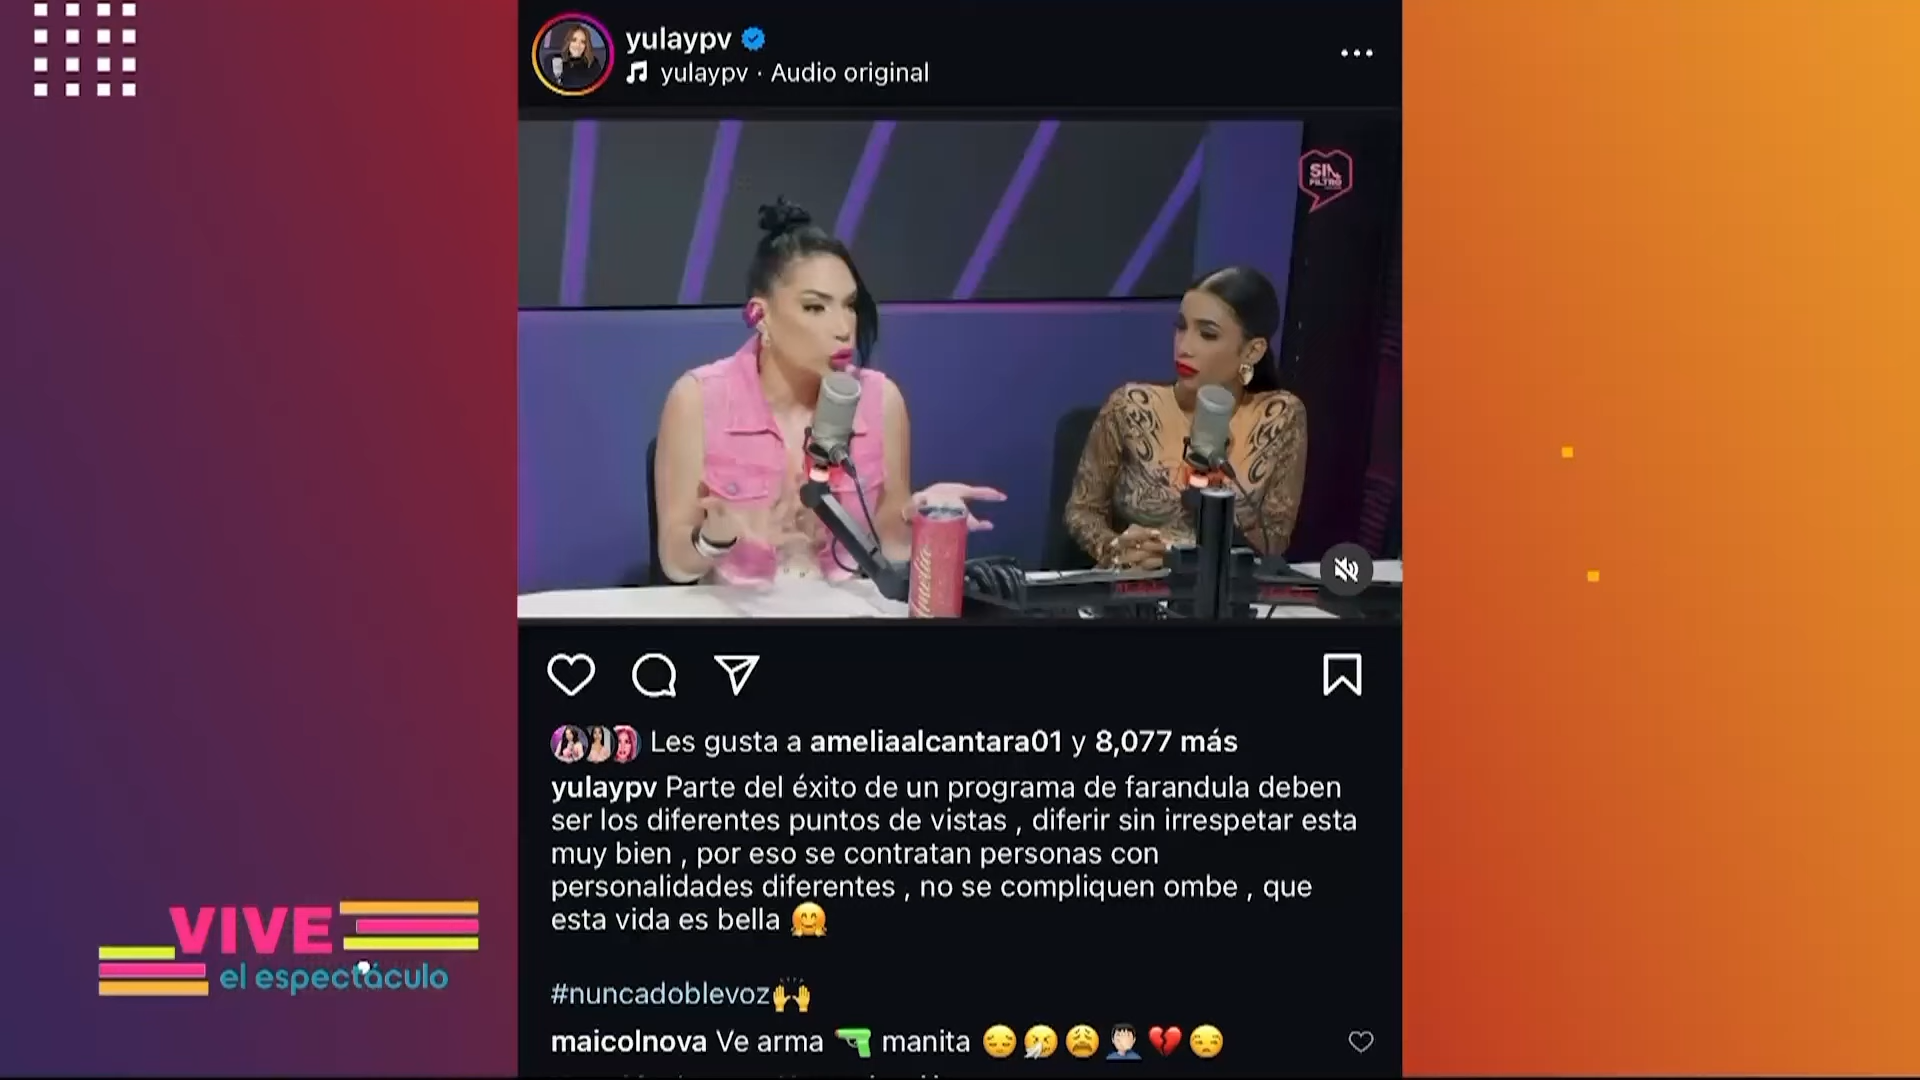 yulaypv
yulaypv · Audio original
SIN
FILTRO
Amelia
Les gusta a ameliaalcantara01 y 8,077 más
yulaypv Parte del éxito de un programa de farandula deben
ser los diferentes puntos de vistas , diferir sin irrespetar esta
muy bien , por eso se contratan personas con
personalidades diferentes , no se compliquen ombe , que
esta vida es bella 🤗
#nuncadoblevoz🙌
maicolnova Ve arma 🔫 manita 😔🤧😩🤦🏻‍♂️💔😒
VIVE
el espectáculo